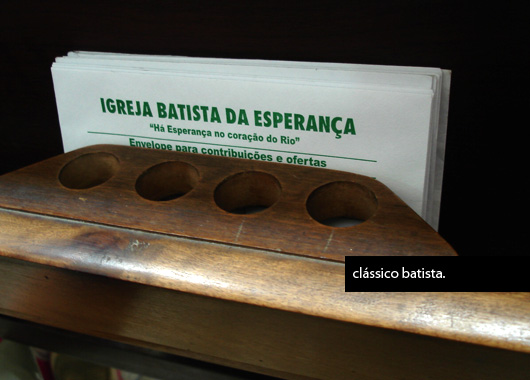 IGREJA BATISTA DA ESPERANÇA
“Há Esperança no coração do Rio”
Envelope para contribuições e ofertas
clássico batista.